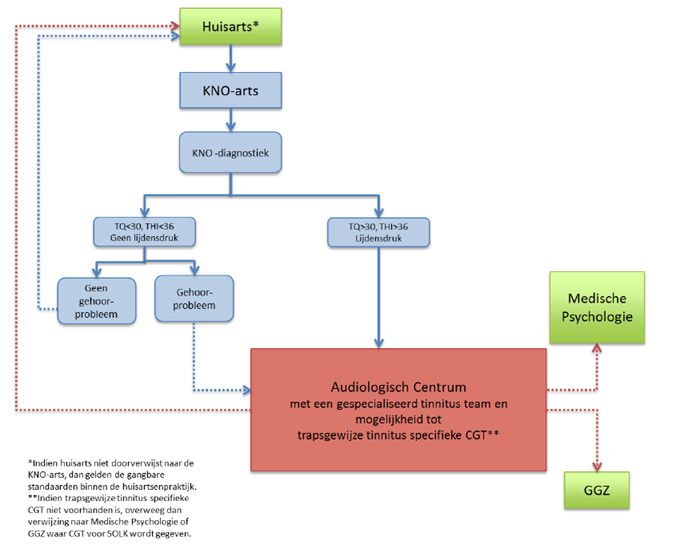 Huisarts*
KNO-arts
KNO -diagnostiek
TQ<30, THI<36
Geen lijdensdruk
TQ>30, THI>36
Lijdensdruk
Geen
gehoor-
probleem
Gehoor-
probleem
Medische
Psychologie
Audiologisch Centrum
met een gespecialiseerd tinnitus team en
mogelijkheid tot
trapsgewijze tinnitus specifieke CGT**
GGZ
*Indien huisarts niet doorverwijst naar de
KNO-arts, dan gelden de gangbare
standaarden binnen de huisartsenpraktijk.
**Indien trapsgewijze tinnitus specifieke
CGT niet voorhanden is, overweeg dan
verwijzing naar Medische Psychologie of
GGZ waar CGT voor SOLK wordt gegeven.